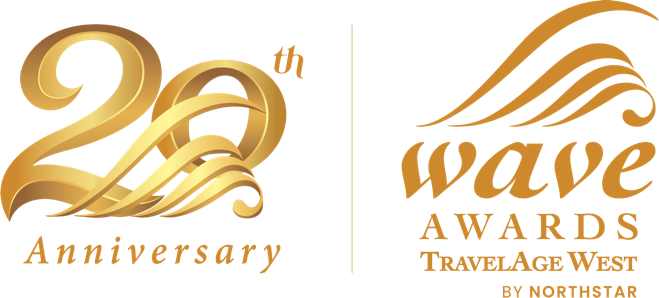 20th
Anniversary
wave
AWARDS
TRAVELAGE WEST
BY NORTHSTAR